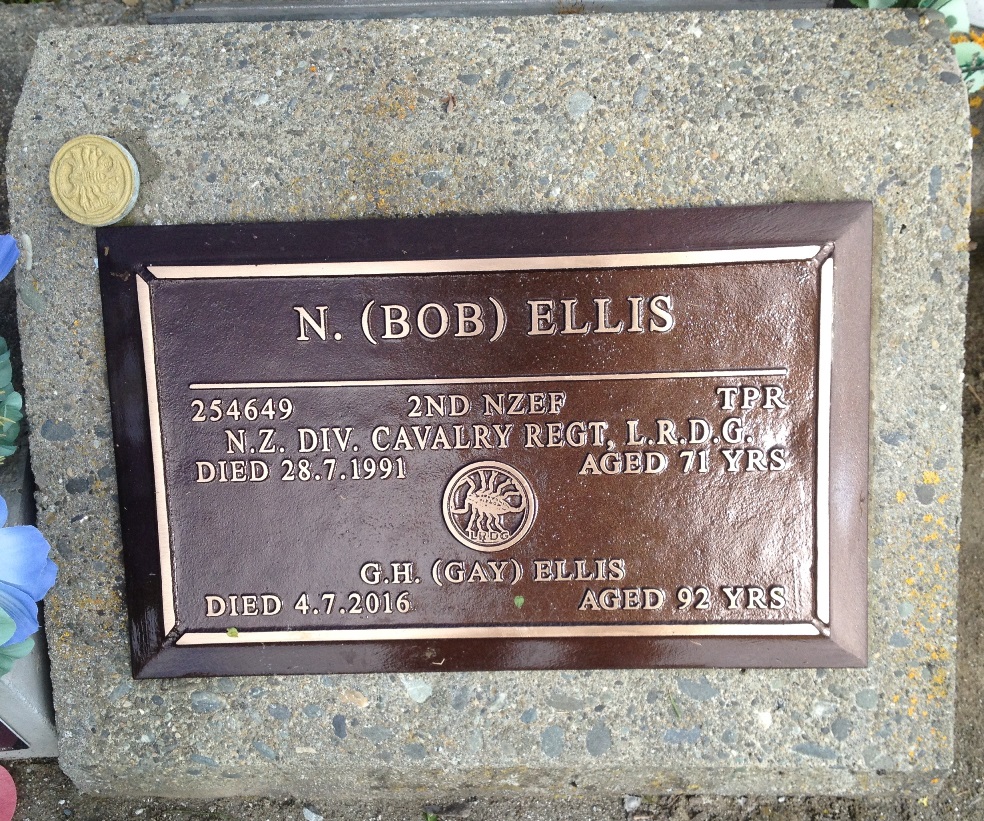 N. (BOB) ELLIS
254649 2ND NZEF TPR
N.Z. DIV. CAVALRY REGT, L.R.D.G.
DIED 28.7.1991 AGED 71 YRS
LRDG
G.H. (GAY) ELLIS
DIED 4.7.2016 AGED 92 YRS